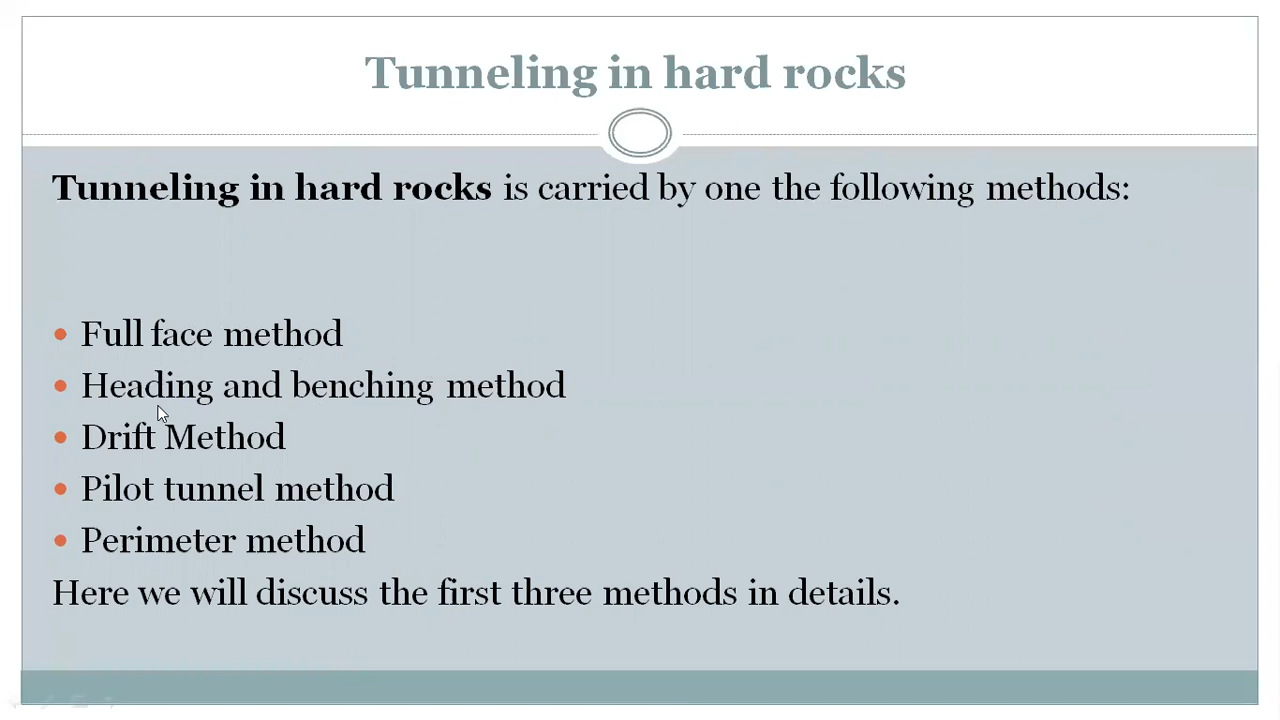 Tunneling in hard rocks
Tunneling in hard rocks is carried by one the following methods:
• Full face method
• Heading and benching method
• Drift Method
• Pilot tunnel method
• Perimeter method
Here we will discuss the first three methods in details.